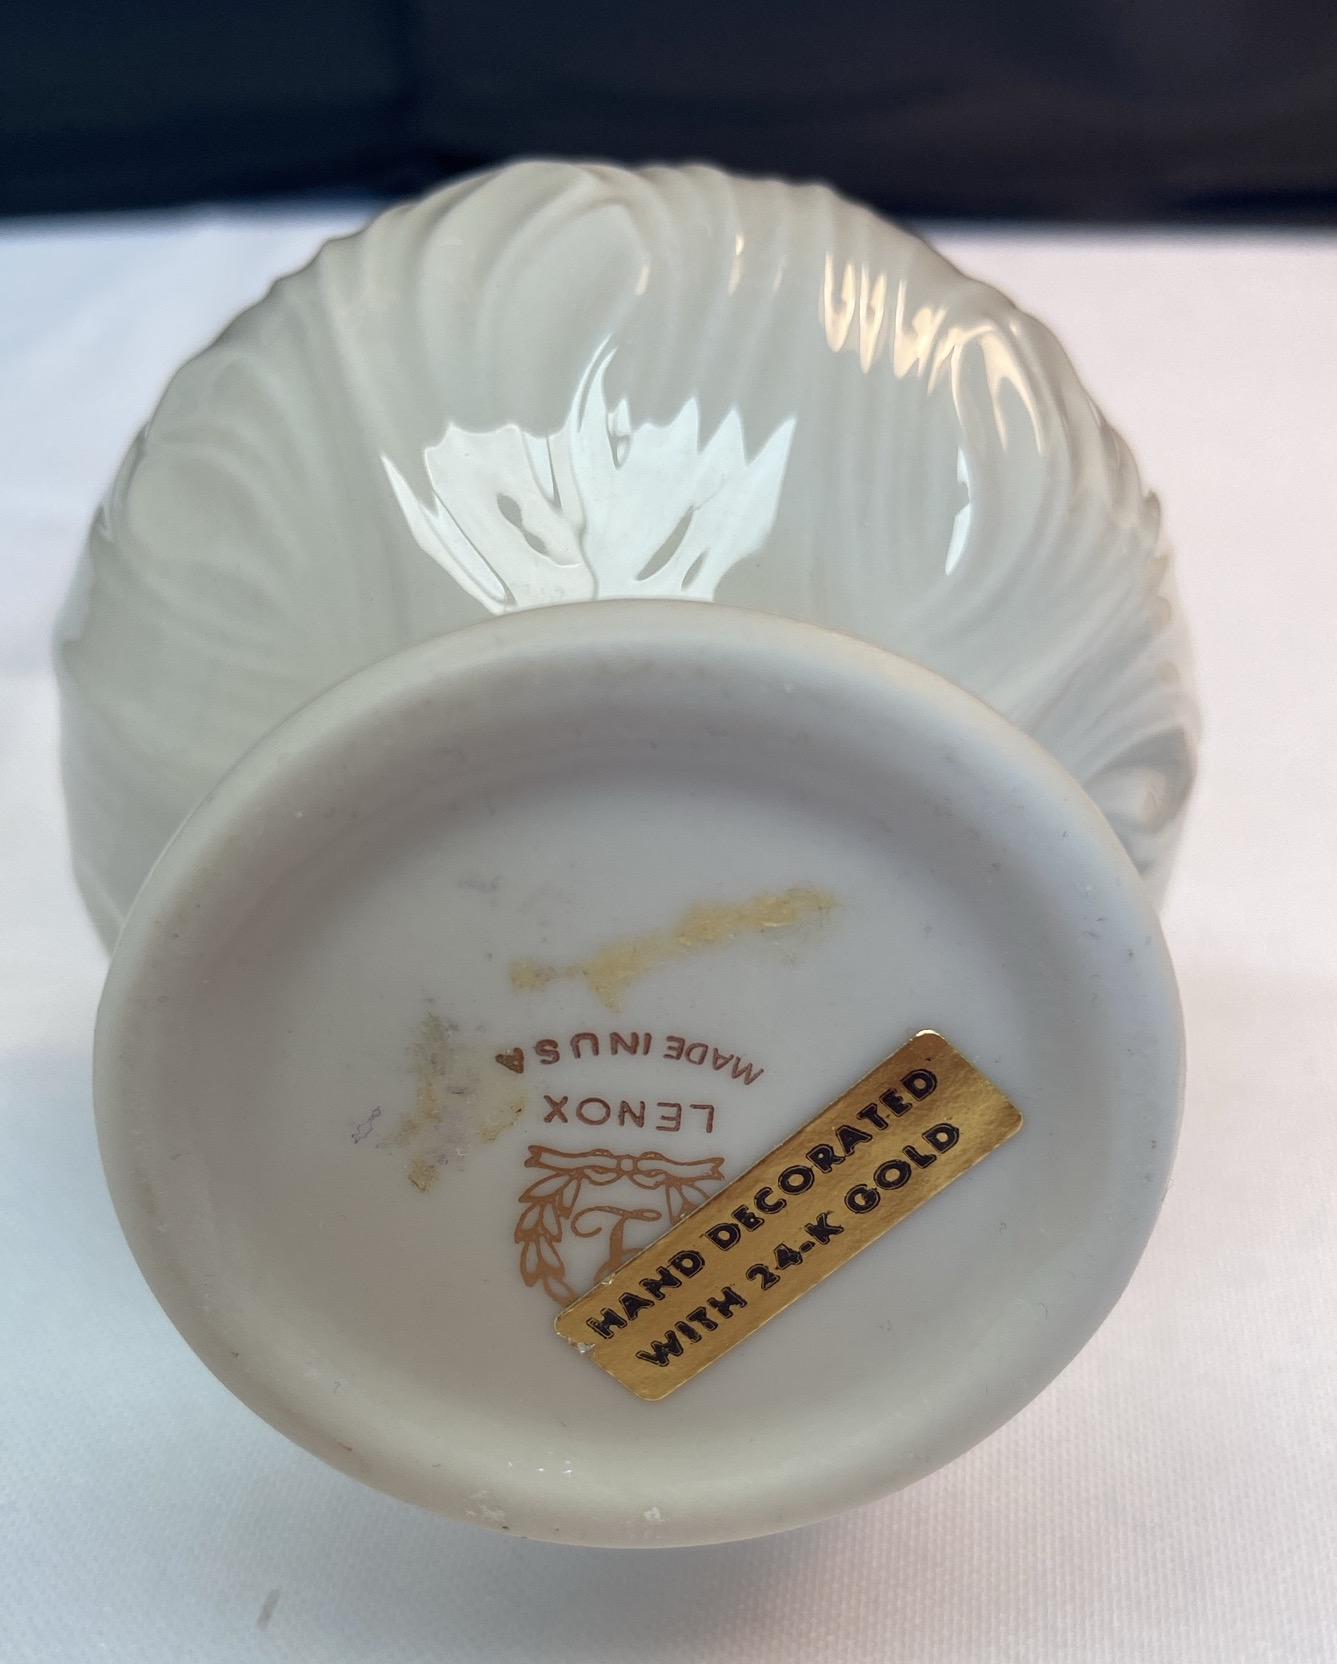 MADE IN USA
LENOX
L
HAND DECORATED
WITH 24-K GOLD